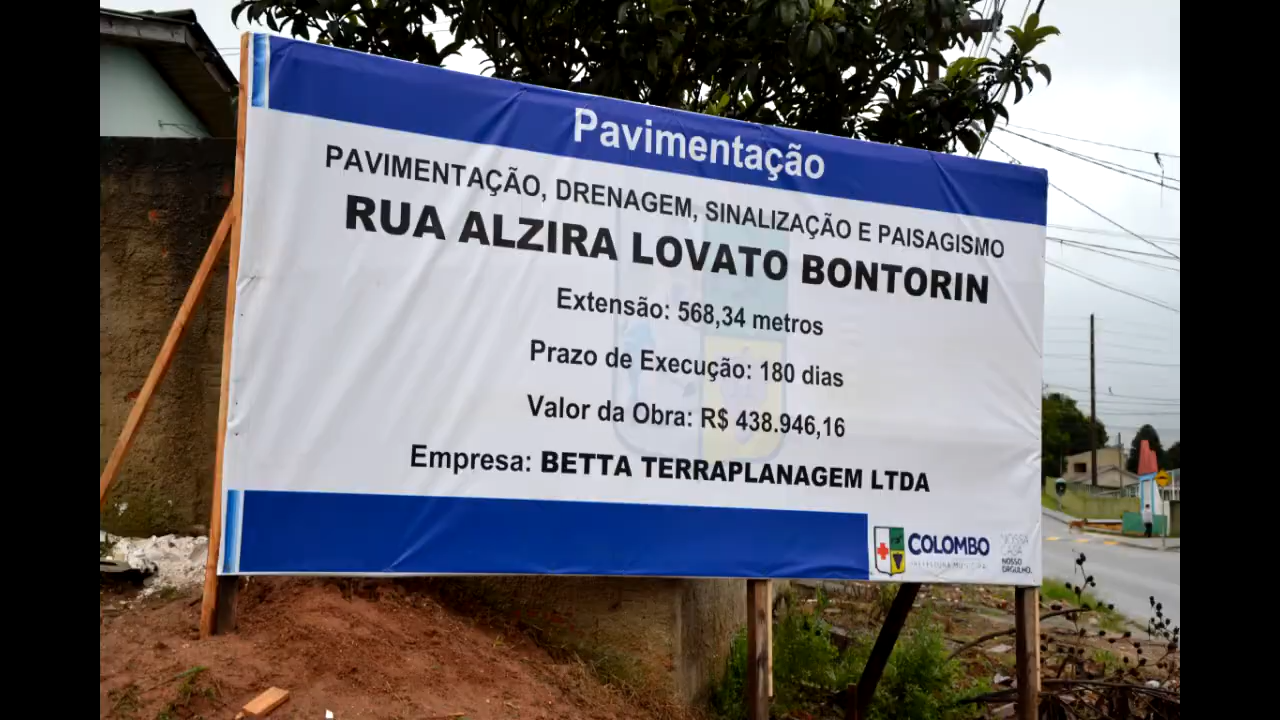 Pavimentação
PAVIMENTAÇÃO, DRENAGEM, SINALIZAÇÃO E PAISAGISMO
RUA ALZIRA LOVATO BONTORIN
Extensão: 568,34 metros
Prazo de Execução: 180 dias
Valor da Obra: R$ 438.946,16
Empresa: BETTA TERRAPLANAGEM LTDA
COLOMBO
PREFEITURA MUNICIPAL
NOSSA
CASA
NOSSO
ORGULHO.